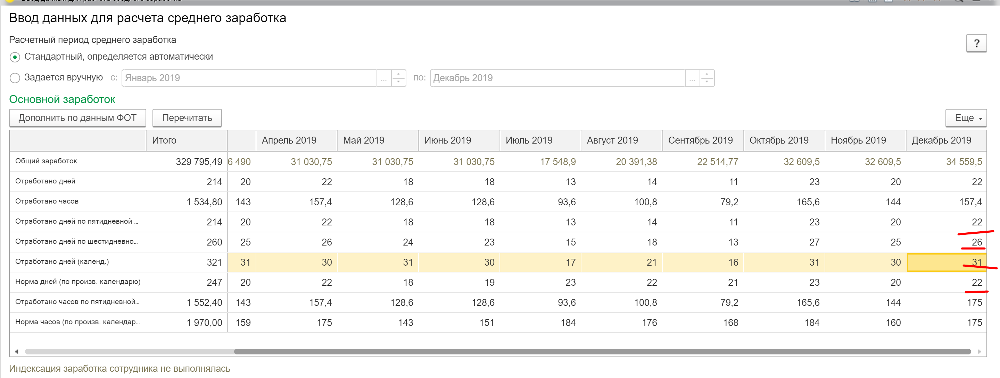 Ввод данных для расчета среднего заработка
Ввод данных для расчета среднего заработка
Расчетный период среднего заработка
?
Стандартный, определяется автоматически
Задается вручную с: Январь 2019 ... по: Декабрь 2019 ...
Основной заработок
Дополнить по данным ФОТ Перечитать Еще
Итого Апрель 2019 Май 2019 Июнь 2019 Июль 2019 Август 2019 Сентябрь 2019 Октябрь 2019 Ноябрь 2019 Декабрь 2019
Общий заработок 329 795,49 6 490 31 030,75 31 030,75 31 030,75 17 548,9 20 391,38 22 514,77 32 609,5 32 609,5 34 559,5
Отработано дней 214 20 22 18 18 13 14 11 23 20 22
Отработано часов 1 534,80 143 157,4 128,6 128,6 93,6 100,8 79,2 165,6 144 157,4
Отработано дней по пятидневной ... 214 20 22 18 18 13 14 11 23 20 22
Отработано дней по шестидневно... 260 25 26 24 23 15 18 13 27 25 26
Отработано дней (календ.) 321 31 30 31 30 17 21 16 31 30 31
Норма дней (по произв. календарю) 247 20 22 18 19 23 22 21 23 20 22
Отработано часов по пятидневной... 1 552,40 143 157,4 128,6 128,6 93,6 100,8 79,2 165,6 144 175
Норма часов (по произв. календар... 1 970,00 159 175 143 151 184 176 168 184 160 175
Индексация заработка сотрудника не выполнялась